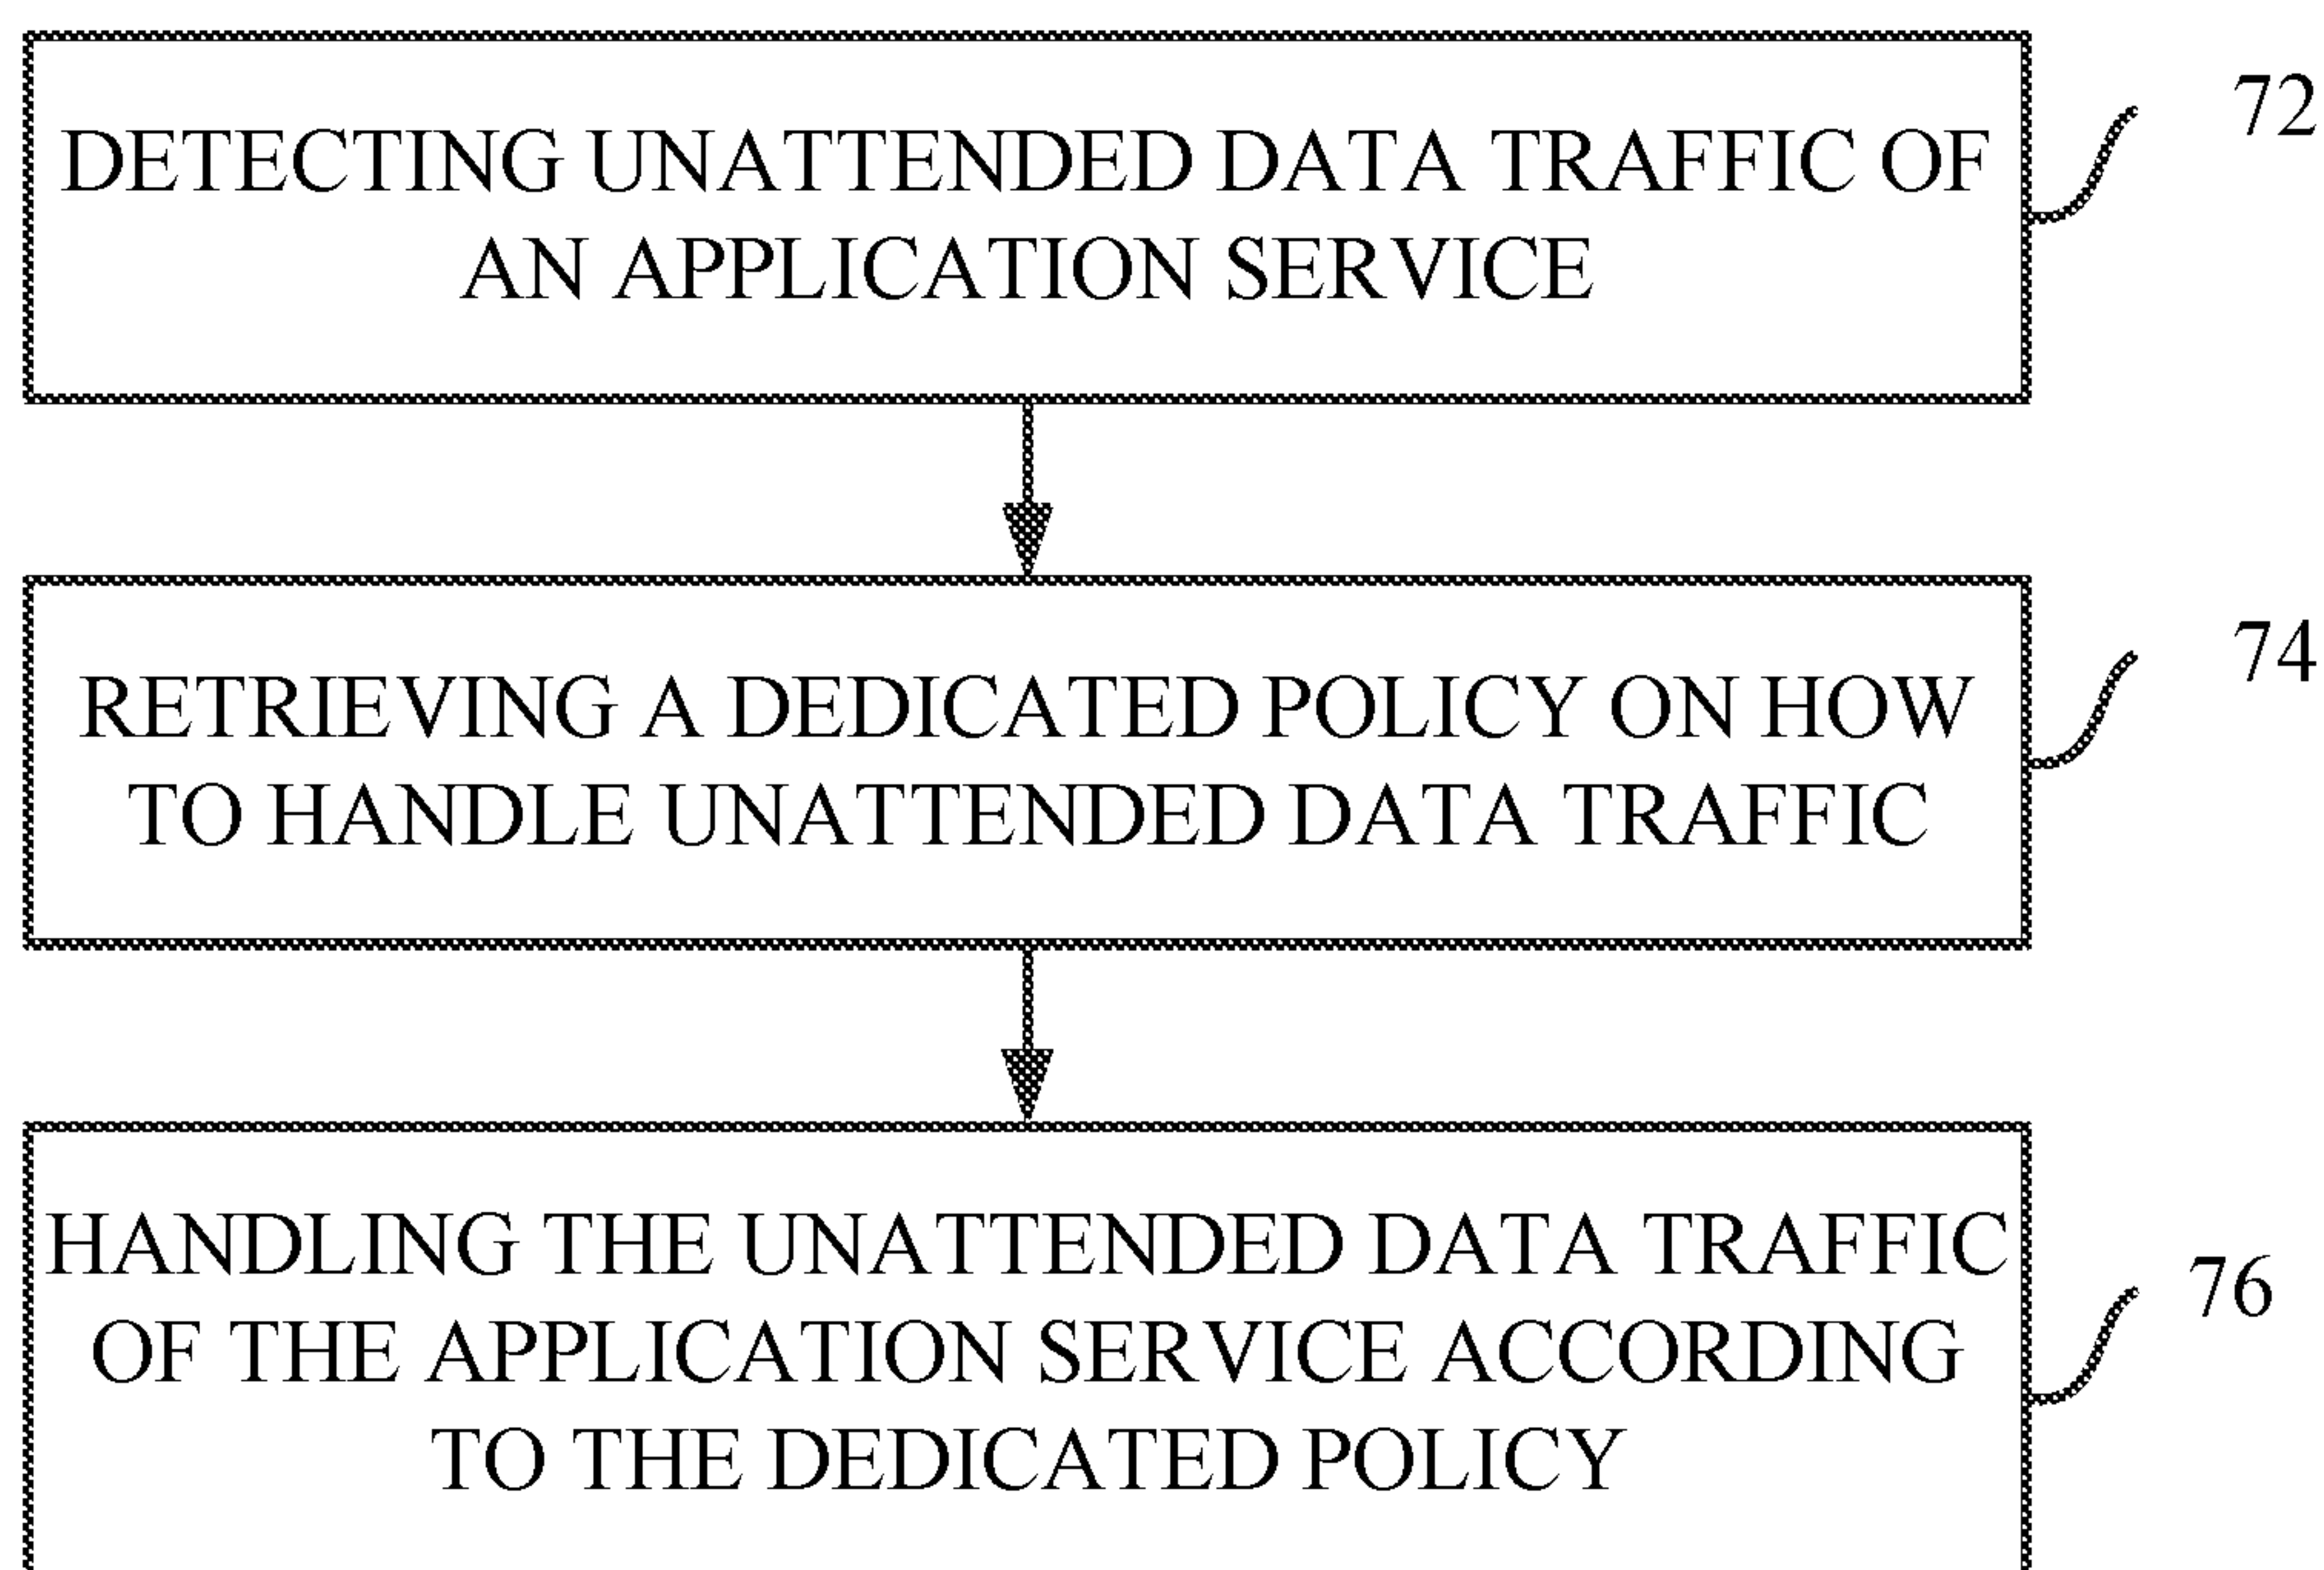 DETECTING UNATTENDED DATA TRAFFIC OF
AN APPLICATION SERVICE
72
RETRIEVING A DEDICATED POLICY ON HOW
TO HANDLE UNATTENDED DATA TRAFFIC
74
HANDLING THE UNATTENDED DATA TRAFFIC
OF THE APPLICATION SERVICE ACCORDING
TO THE DEDICATED POLICY
76